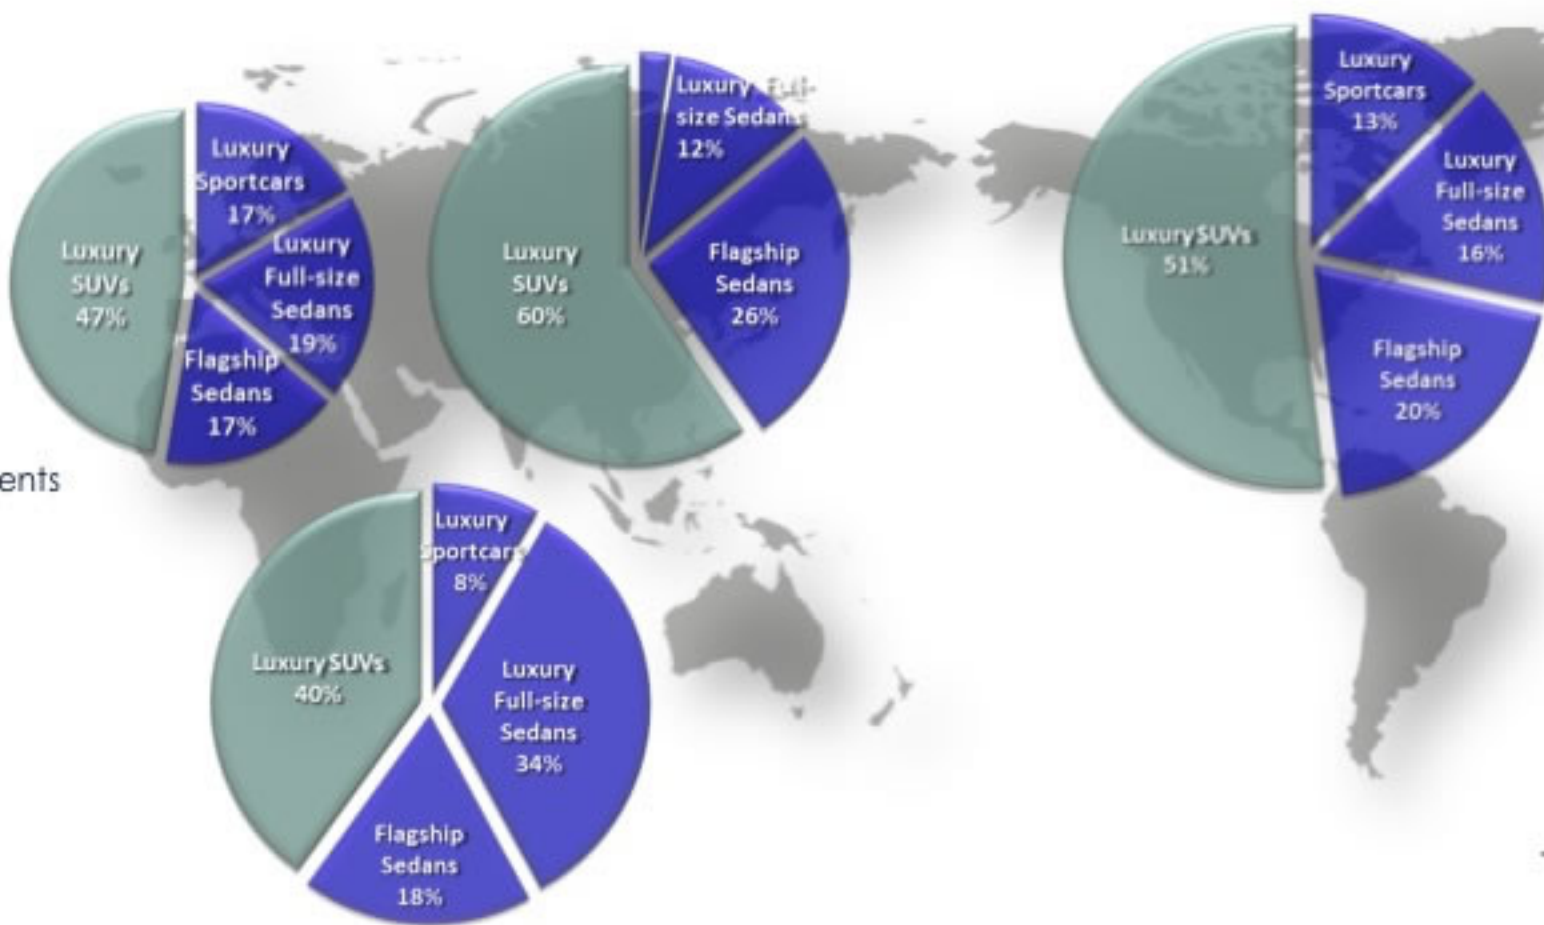 Luxury
Sportcars
17%
Luxury
Full-size
Sedans
19%
Flagship
Sedans
17%
Luxury
SUVs
47%
Luxury Full-
size Sedans
12%
Flagship
Sedans
26%
Luxury
SUVs
60%
Luxury
Sportcars
13%
Luxury
Full-size
Sedans
16%
Flagship
Sedans
20%
Luxury SUVs
51%
ents
Luxury
Sportcars
8%
Luxury
Full-size
Sedans
34%
Flagship
Sedans
18%
Luxury SUVs
40%